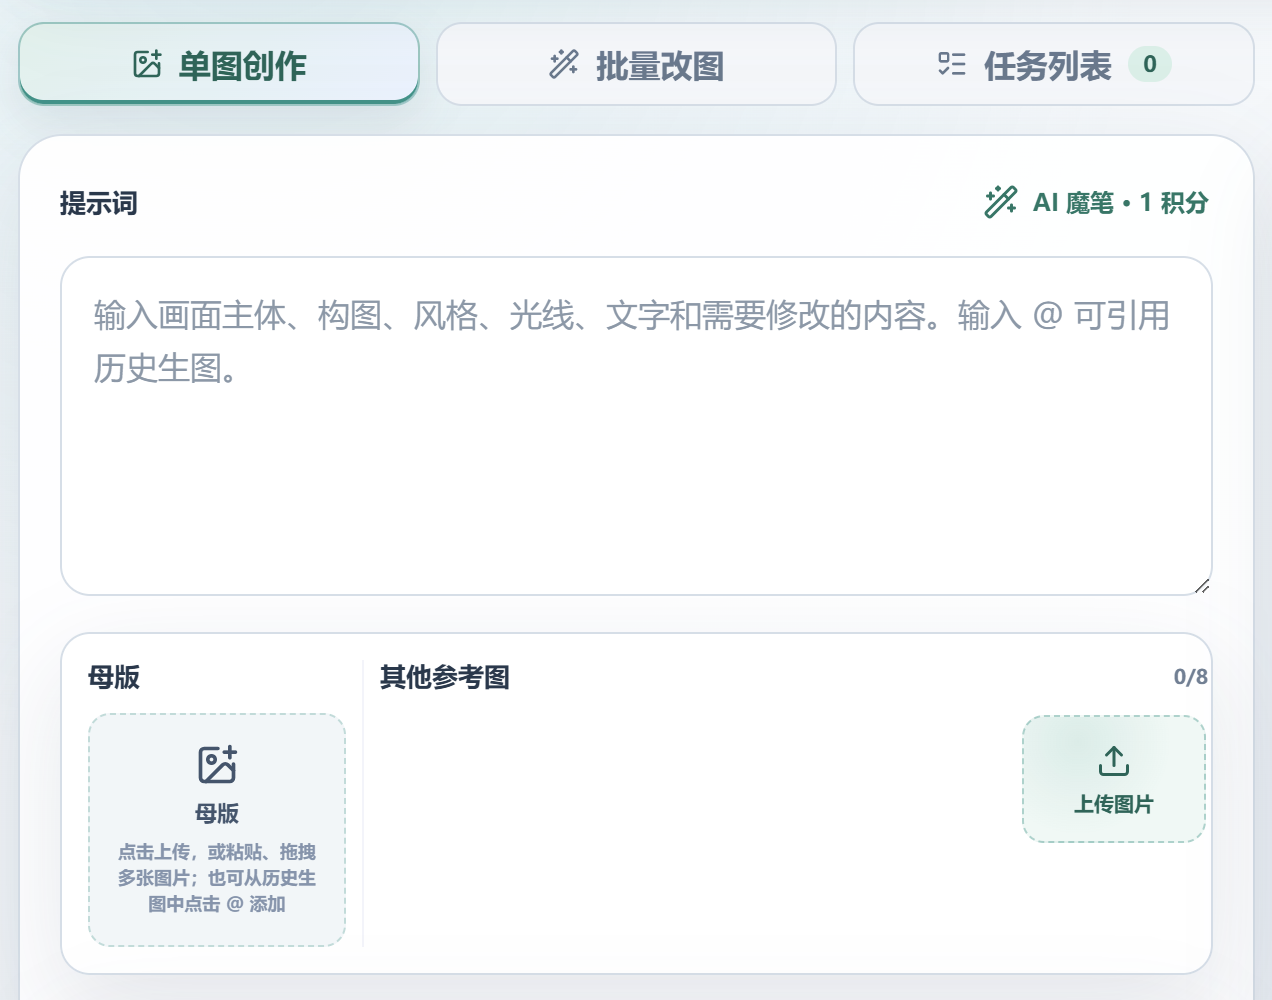 单图创作
批量改图
任务列表 0
提示词
AI 魔笔 • 1 积分
输入画面主体、构图、风格、光线、文字和需要修改的内容。输入 @ 可引用
历史生图。
母版
其他参考图
0/8
母版
点击上传，或粘贴、拖拽
多张图片；也可从历史生
图中点击 @ 添加
上传图片